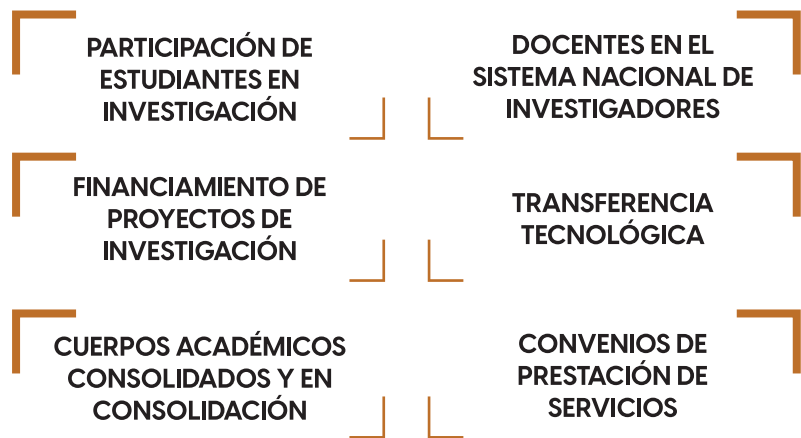 PARTICIPACIÓN DE
ESTUDIANTES EN
INVESTIGACIÓN
DOCENTES EN EL
SISTEMA NACIONAL DE
INVESTIGADORES
FINANCIAMIENTO DE
PROYECTOS DE
INVESTIGACIÓN
TRANSFERENCIA
TECNOLÓGICA
CUERPOS ACADÉMICOS
CONSOLIDADOS Y EN
CONSOLIDACIÓN
CONVENIOS DE
PRESTACIÓN DE
SERVICIOS